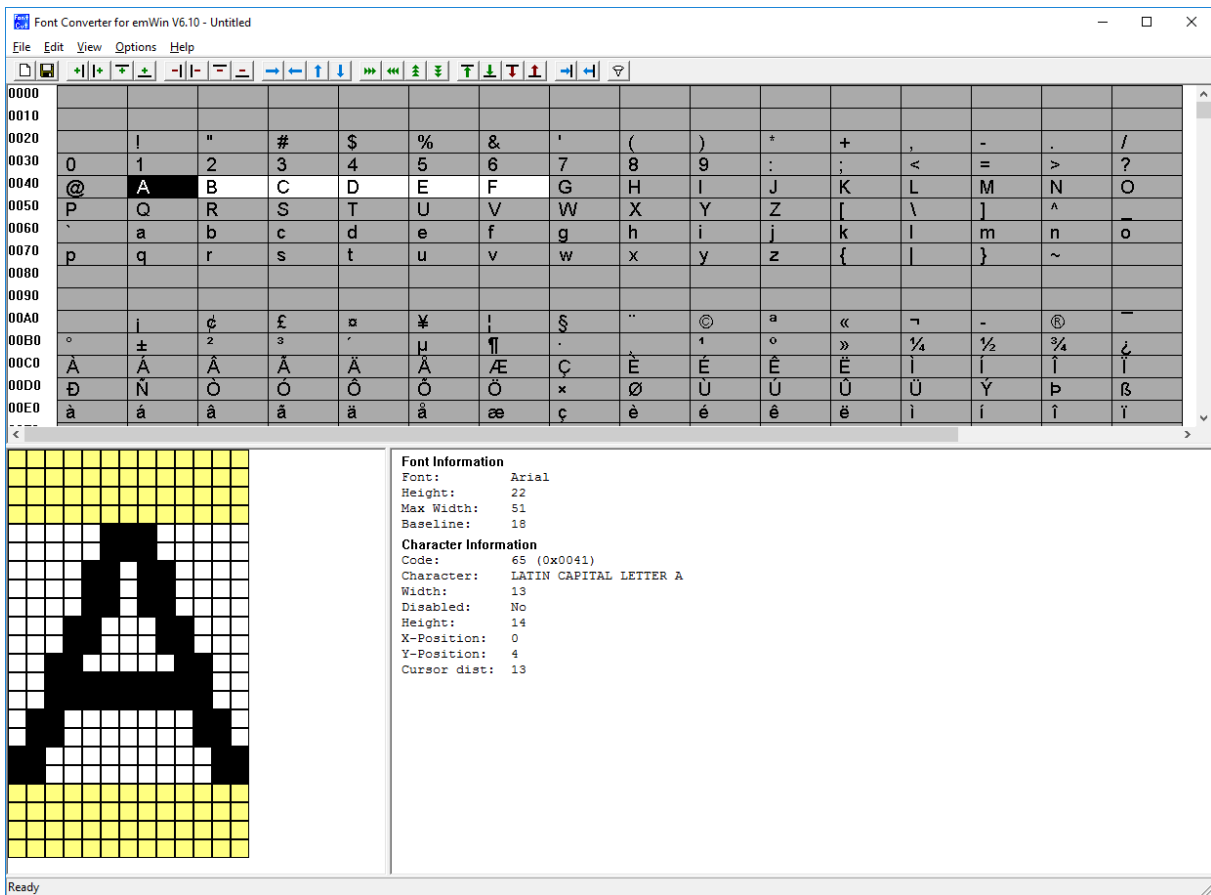 Font Converter for emWin V6.10 - Untitled
File Edit View Options Help
0000
0010
0020 ! " # $ % & ' ( ) * + , - . /
0030 0 1 2 3 4 5 6 7 8 9 : ; < = > ?
0040 @ A B C D E F G H I J K L M N O
0050 P Q R S T U V W X Y Z [ \ ] ^ _
0060 ` a b c d e f g h i j k l m n o
0070 p q r s t u v w x y z { | } ~
0080
0090
00A0 ¡ ¢ £ ¤ ¥ ¦ § ¨ © ª « ¬ - ® ¯
00B0 ° ± ² ³ ´ µ ¶ · ¸ ¹ º » ¼ ½ ¾ ¿
00C0 À Á Â Ã Ä Å Æ Ç È É Ê Ë Ì Í Î Ï
00D0 Ð Ñ Ò Ó Ô Õ Ö × Ø Ù Ú Û Ü Ý Þ ß
00E0 à á â ã ä å æ ç è é ê ë ì í î ï
Font Information
Font: Arial
Height: 22
Max Width: 51
Baseline: 18
Character Information
Code: 65 (0x0041)
Character: LATIN CAPITAL LETTER A
Width: 13
Disabled: No
Height: 14
X-Position: 0
Y-Position: 4
Cursor dist: 13
Ready